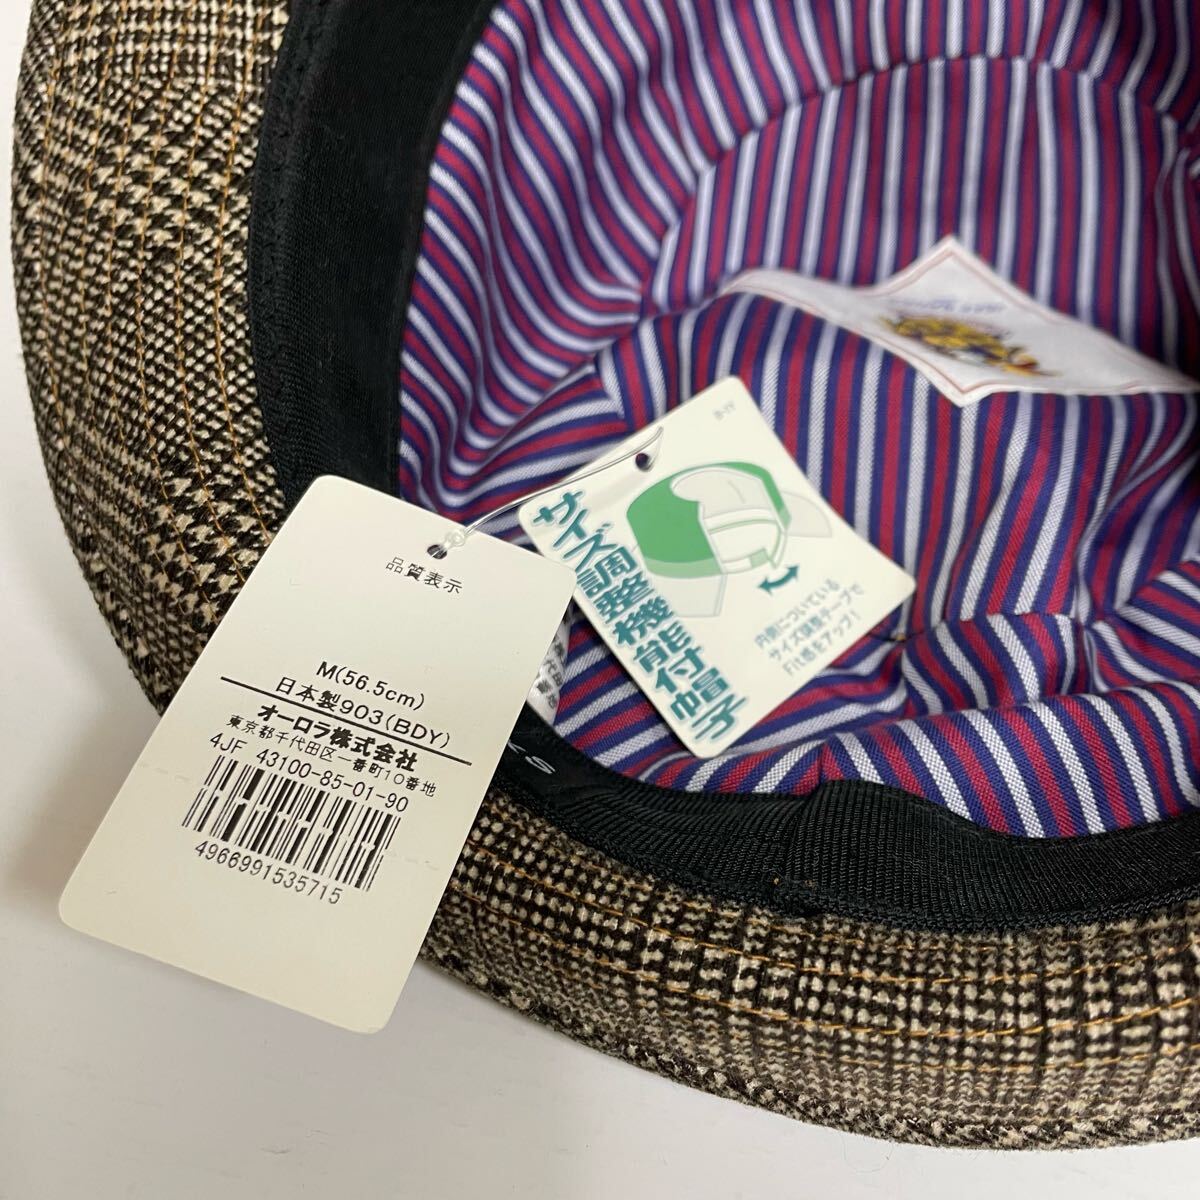 品質表示
M(56.5cm)
日本製903(BDY)
オーロラ株式会社
東京都千代田区一番町10番地
4JF 43100-85-01-90
4966991535715
サイズ調整機能付帽子
内側についている
サイズ調整テープで
Fit感をアップ!